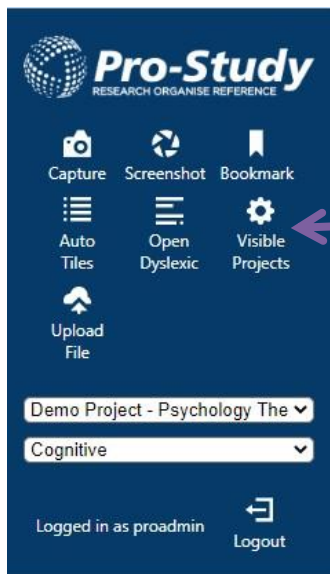 Pro-Study
RESEARCH ORGANISE REFERENCE
Capture Screenshot Bookmark
Auto Tiles
Open Dyslexic
Visible Projects
Upload File
Demo Project - Psychology The
Cognitive
Logged in as proadmin
Logout